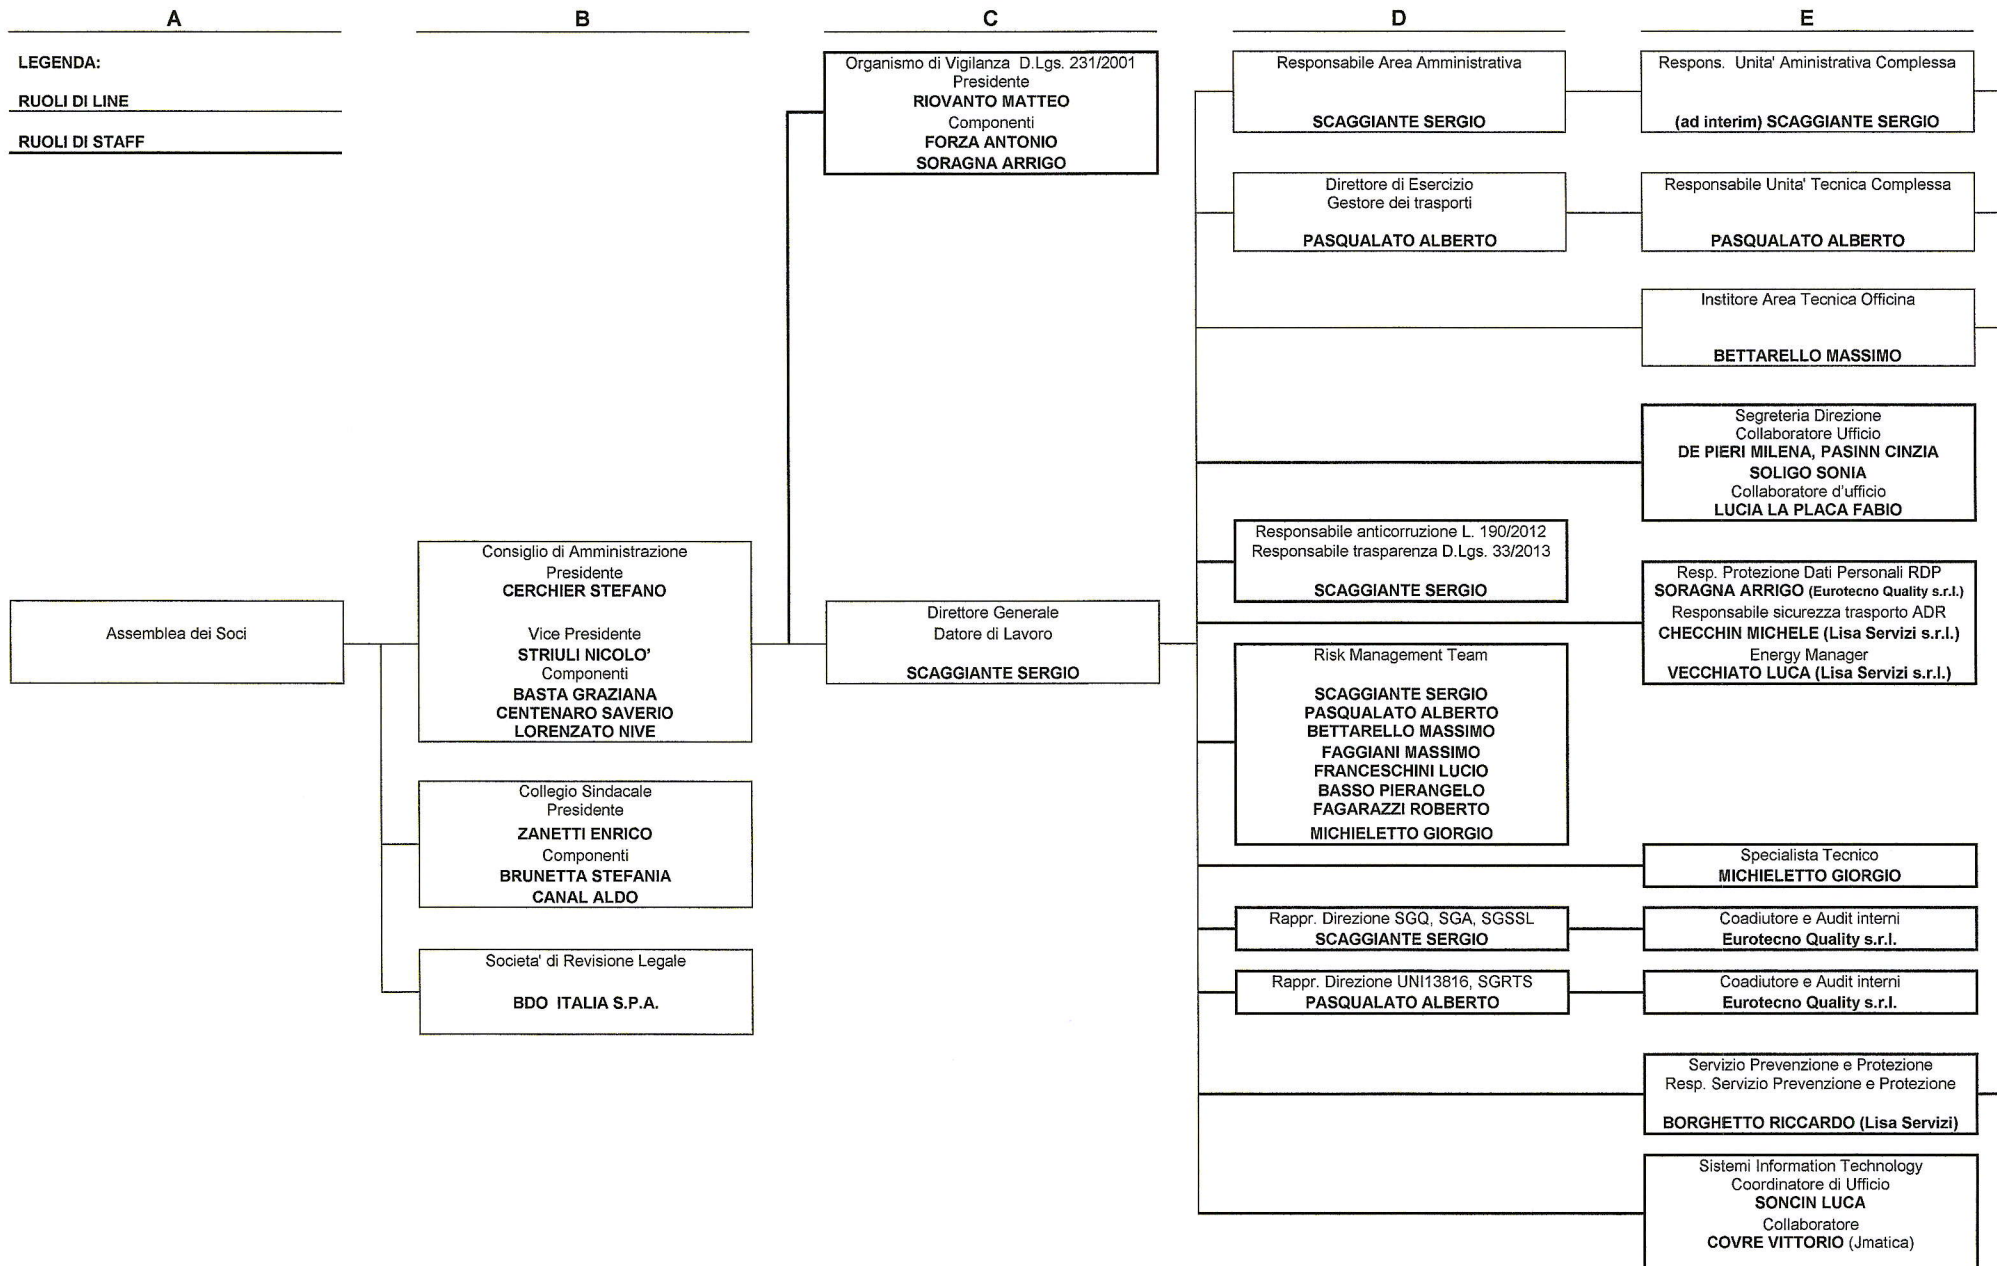 A
B
C
D
E
LEGENDA:
RUOLI DI LINE
RUOLI DI STAFF
Assemblea dei Soci
Consiglio di Amministrazione
Presidente
CERCHIER STEFANO
Vice Presidente
STRIULI NICOLO'
Componenti
BASTA GRAZIANA
CENTENARO SAVERIO
LORENZATO NIVE
Collegio Sindacale
Presidente
ZANETTI ENRICO
Componenti
BRUNETTA STEFANIA
CANAL ALDO
Societa' di Revisione Legale
BDO ITALIA S.P.A.
Organismo di Vigilanza D.Lgs. 231/2001
Presidente
RIOVANTO MATTEO
Componenti
FORZA ANTONIO
SORAGNA ARRIGO
Direttore Generale
Datore di Lavoro
SCAGGIANTE SERGIO
Responsabile Area Amministrativa
SCAGGIANTE SERGIO
Direttore di Esercizio
Gestore dei trasporti
PASQUALATO ALBERTO
Responsabile anticorruzione L. 190/2012
Responsabile trasparenza D.Lgs. 33/2013
SCAGGIANTE SERGIO
Risk Management Team
SCAGGIANTE SERGIO
PASQUALATO ALBERTO
BETTARELLO MASSIMO
FAGGIANI MASSIMO
FRANCESCHINI LUCIO
BASSO PIERANGELO
FAGARAZZI ROBERTO
MICHIELETTO GIORGIO
Rappr. Direzione SGQ, SGA, SGSSL
SCAGGIANTE SERGIO
Rappr. Direzione UNI13816, SGRTS
PASQUALATO ALBERTO
Respons. Unita' Aministrativa Complessa
(ad interim) SCAGGIANTE SERGIO
Responsabile Unita' Tecnica Complessa
PASQUALATO ALBERTO
Institore Area Tecnica Officina
BETTARELLO MASSIMO
Segreteria Direzione
Collaboratore Ufficio
DE PIERI MILENA, PASINN CINZIA
SOLIGO SONIA
Collaboratore d'ufficio
LUCIA LA PLACA FABIO
Resp. Protezione Dati Personali RDP
SORAGNA ARRIGO (Eurotecno Quality s.r.l.)
Responsabile sicurezza trasporto ADR
CHECCHIN MICHELE (Lisa Servizi s.r.l.)
Energy Manager
VECCHIATO LUCA (Lisa Servizi s.r.l.)
Specialista Tecnico
MICHIELETTO GIORGIO
Coadiutore e Audit interni
Eurotecno Quality s.r.l.
Coadiutore e Audit interni
Eurotecno Quality s.r.l.
Servizio Prevenzione e Protezione
Resp. Servizio Prevenzione e Protezione
BORGHETTO RICCARDO (Lisa Servizi)
Sistemi Information Technology
Coordinatore di Ufficio
SONCIN LUCA
Collaboratore
COVRE VITTORIO (Jmatica)